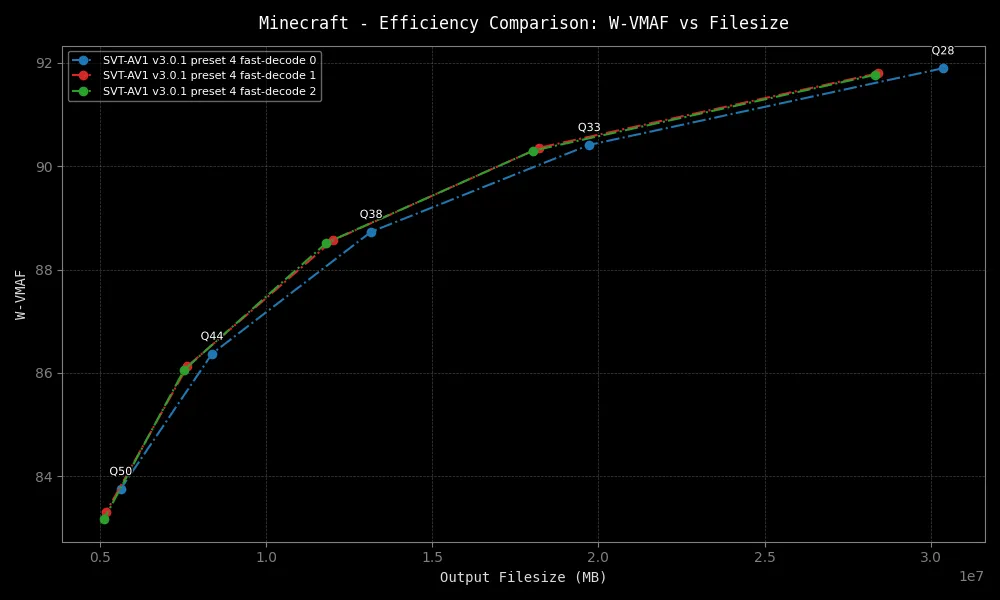 Minecraft - Efficiency Comparison: W-VMAF vs Filesize
SVT-AV1 v3.0.1 preset 4 fast-decode 0
SVT-AV1 v3.0.1 preset 4 fast-decode 1
SVT-AV1 v3.0.1 preset 4 fast-decode 2
Q28
Q33
Q38
Q44
Q50
92
90
88
86
84
W-VMAF
0.5
1.0
1.5
2.0
2.5
3.0
1e7
Output Filesize (MB)